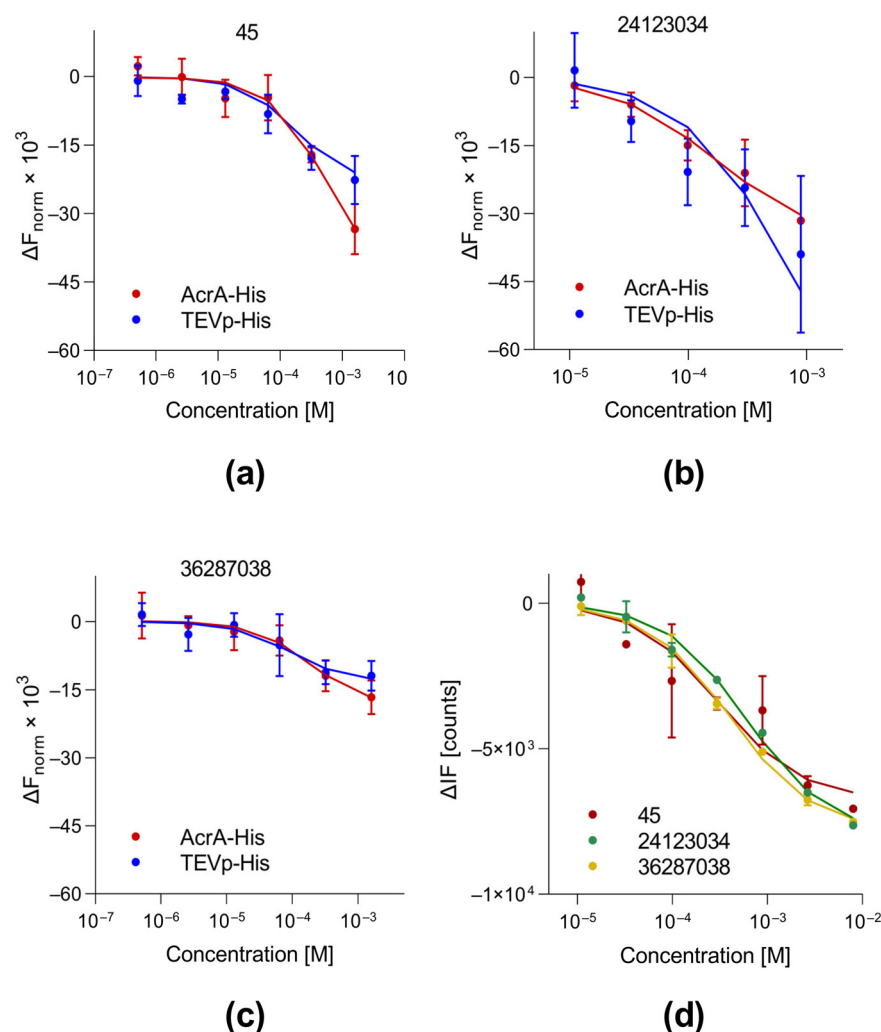 45
ΔFnorm × 10³
0
−15
−30
−45
−60
AcrA-His
TEVp-His
10⁻⁷ 10⁻⁶ 10⁻⁵ 10⁻⁴ 10⁻³ 10
Concentration [M]
(a)
24123034
ΔFnorm × 10³
0
−15
−30
−45
−60
AcrA-His
TEVp-His
10⁻⁵ 10⁻⁴ 10⁻³
Concentration [M]
(b)
36287038
ΔFnorm × 10³
0
−15
−30
−45
−60
AcrA-His
TEVp-His
10⁻⁷ 10⁻⁶ 10⁻⁵ 10⁻⁴ 10⁻³
Concentration [M]
(c)
ΔIF [counts]
0
−5×10³
−1×10⁴
45
24123034
36287038
10⁻⁵ 10⁻⁴ 10⁻³ 10⁻²
Concentration [M]
(d)